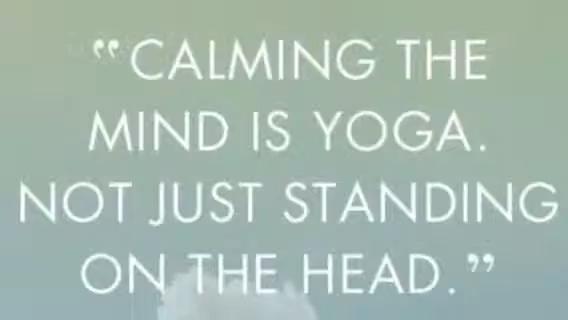 “CALMING THE
MIND IS YOGA.
NOT JUST STANDING
ON THE HEAD.”